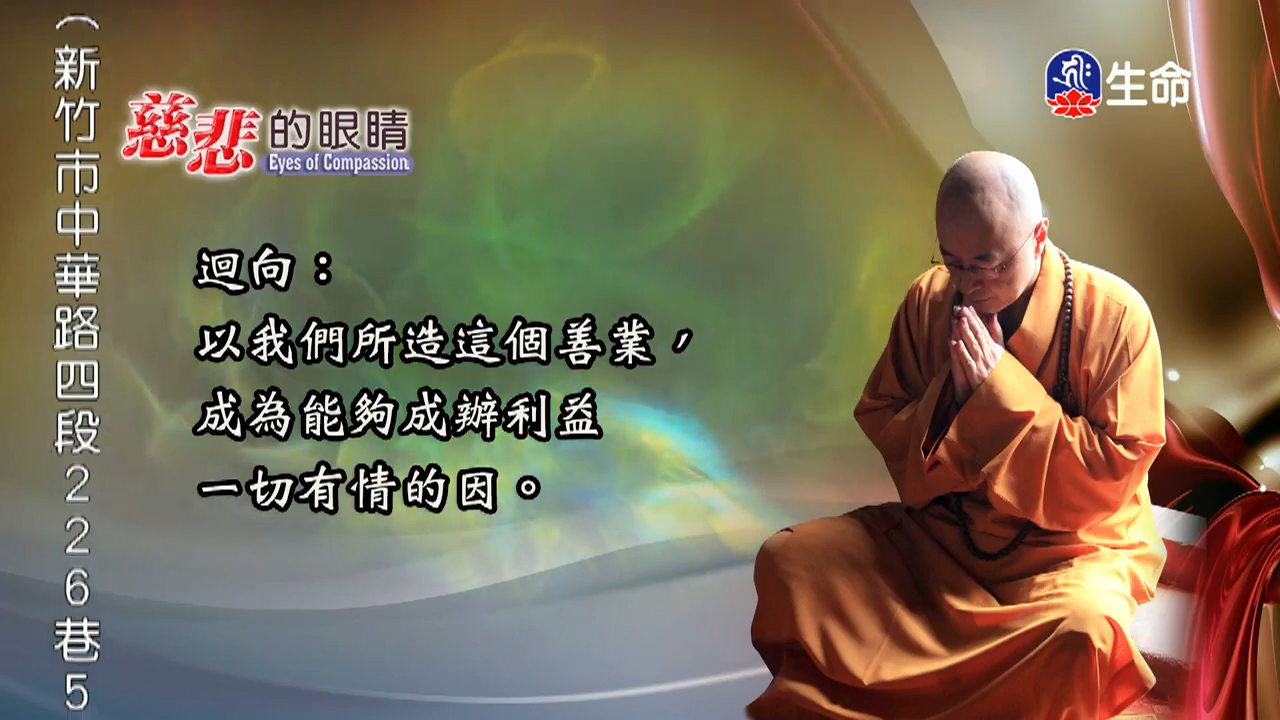 （新竹市中華路四段226巷5
慈悲的眼睛
Eyes of Compassion
生命
迴向：
以我們所造這個善業，
成為能夠成辦利益
一切有情的因。